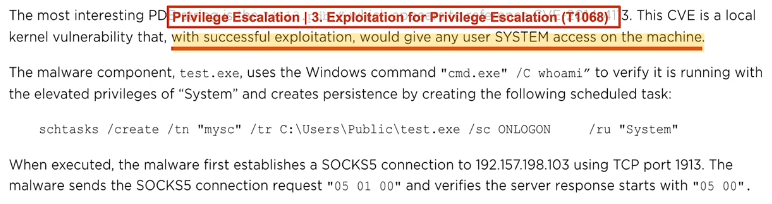 The most interesting PD
Privilege Escalation | 3. Exploitation for Privilege Escalation (T1068)
3. This CVE is a local
kernel vulnerability that, with successful exploitation, would give any user SYSTEM access on the machine.
The malware component, test.exe, uses the Windows command "cmd.exe" /C whoami" to verify it is running with
the elevated privileges of “System” and creates persistence by creating the following scheduled task:
schtasks /create /tn "mysc" /tr C:\Users\Public\test.exe /sc ONLOGON /ru "System"
When executed, the malware first establishes a SOCKS5 connection to 192.157.198.103 using TCP port 1913. The
malware sends the SOCKS5 connection request "05 01 00" and verifies the server response starts with "05 00".